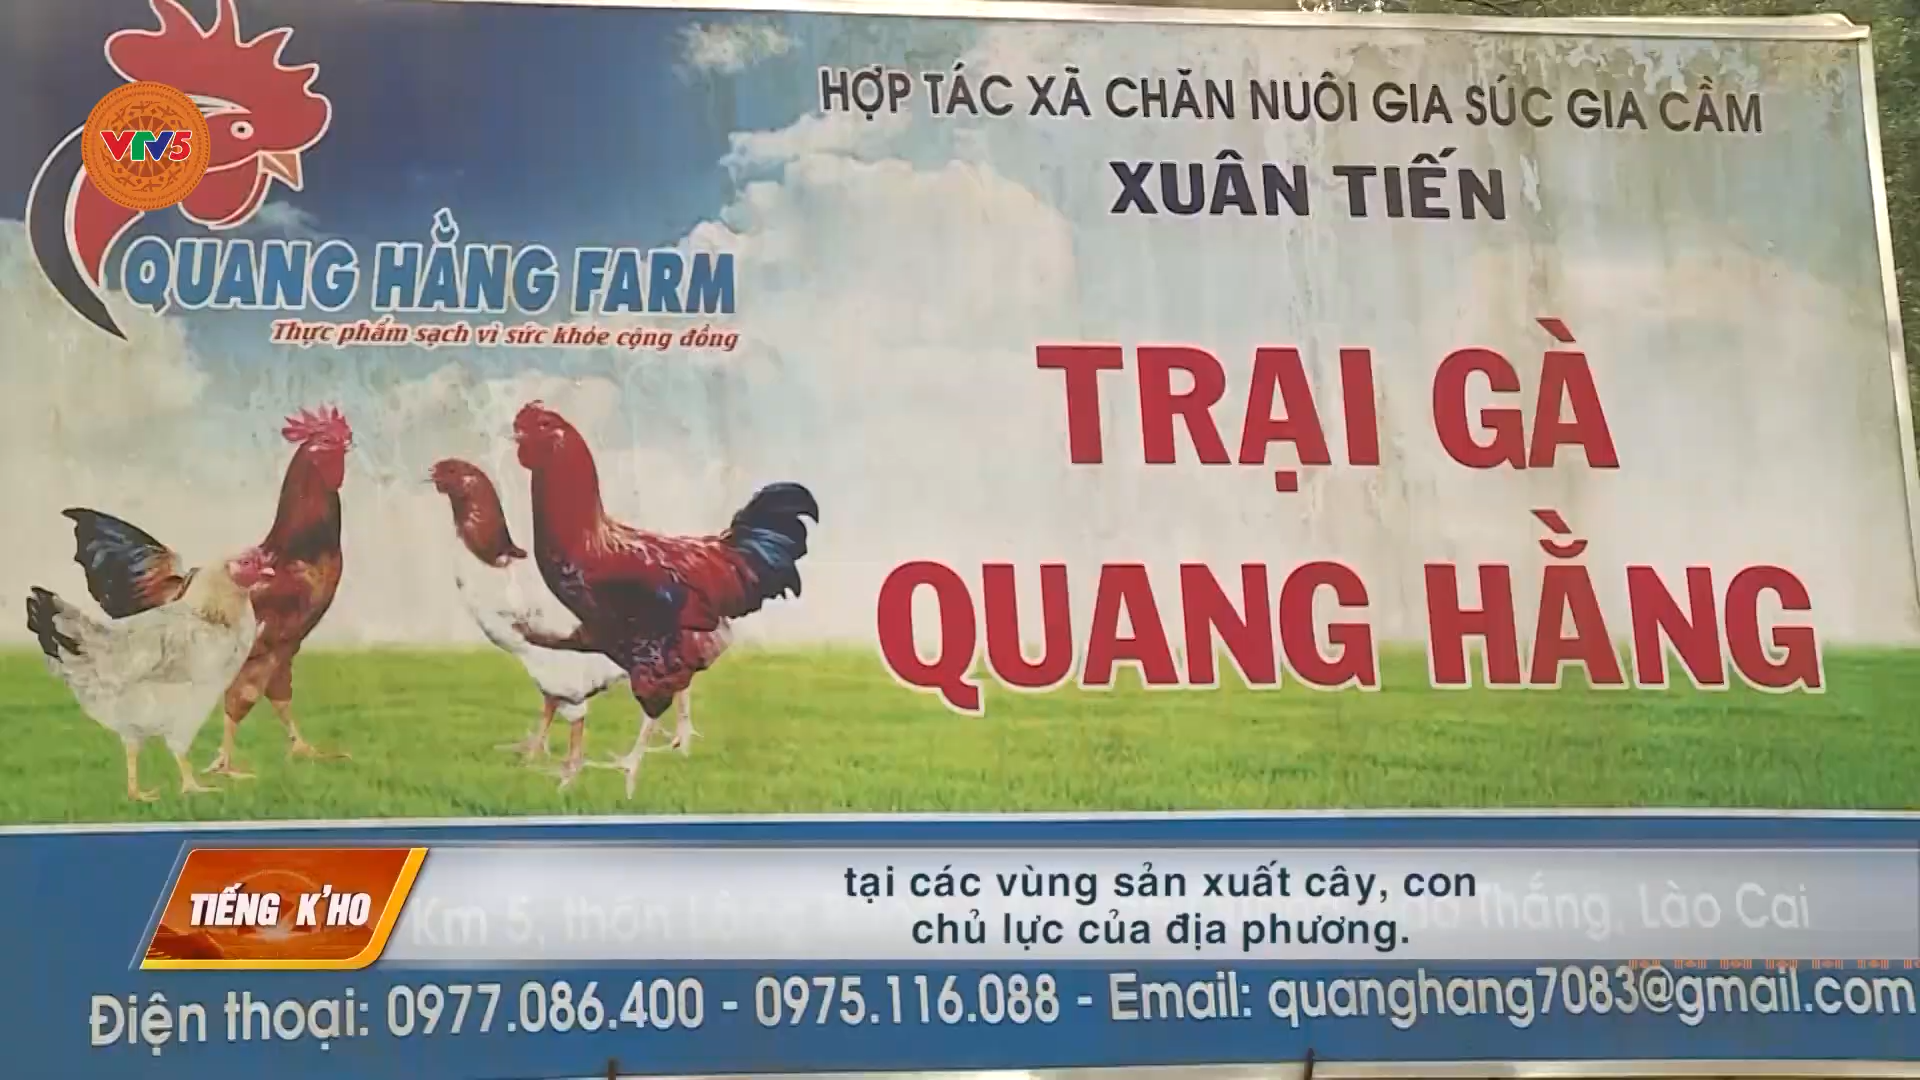 VTV5
HỢP TÁC XÃ CHĂN NUÔI GIA SÚC GIA CẦM
XUÂN TIẾN
QUANG HẰNG FARM
Thực phẩm sạch vì sức khỏe cộng đồng
TRẠI GÀ
QUANG HẰNG
TIẾNG K'HO
tại các vùng sản xuất cây, con
chủ lực của địa phương.
Km 5, thôn Thắng, Lào Cai
Điện thoại: 0977.086.400 - 0975.116.088 - Email: quanghang7083@gmail.com